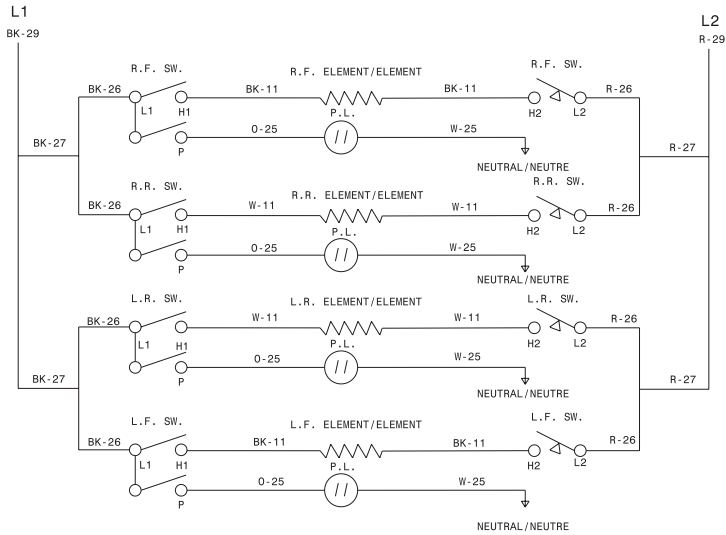 L1
L2
BK-29
R-29
R.F. SW.
R.F. ELEMENT/ELEMENT
R.F. SW.
BK-26
BK-11
BK-11
R-26
L1
H1
P.L.
H2
L2
O-25
W-25
P
BK-27
R-27
NEUTRAL/NEUTRE
R.R. SW.
R.R. ELEMENT/ELEMENT
R.R. SW.
BK-26
W-11
W-11
R-26
L1
H1
P.L.
H2
L2
O-25
W-25
P
NEUTRAL/NEUTRE
L.R. SW.
L.R. ELEMENT/ELEMENT
L.R. SW.
BK-26
W-11
W-11
R-26
L1
H1
P.L.
H2
L2
O-25
W-25
P
BK-27
R-27
NEUTRAL/NEUTRE
L.F. SW.
L.F. ELEMENT/ELEMENT
L.F. SW.
BK-26
BK-11
BK-11
R-26
L1
H1
P.L.
H2
L2
O-25
W-25
P
NEUTRAL/NEUTRE